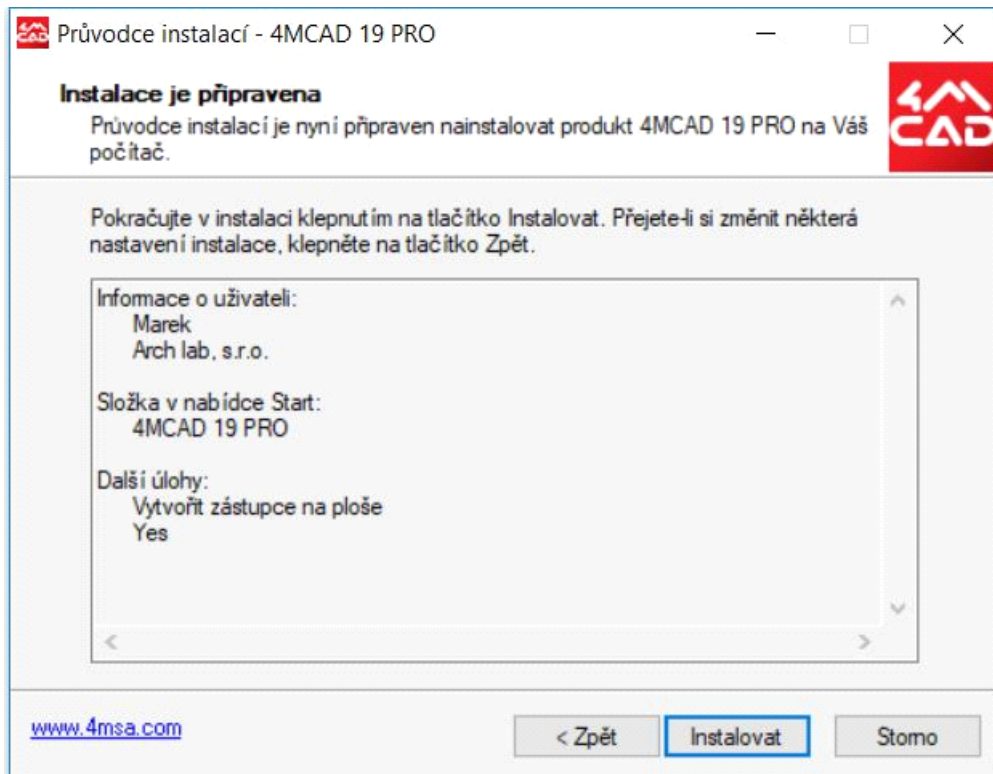 4M
CAD
Průvodce instalací - 4MCAD 19 PRO
Instalace je připravena
Průvodce instalací je nyní připraven nainstalovat produkt 4MCAD 19 PRO na Váš
počítač.
4M
CAD
Pokračujte v instalaci klepnutím na tlačítko Instalovat. Přejete-li si změnit některá
nastavení instalace, klepněte na tlačítko Zpět.
Informace o uživateli:
Marek
Arch lab, s.r.o.
Složka v nabídce Start:
4MCAD 19 PRO
Další úlohy:
Vytvořit zástupce na ploše
Yes
www.4msa.com
< Zpět
Instalovat
Storno